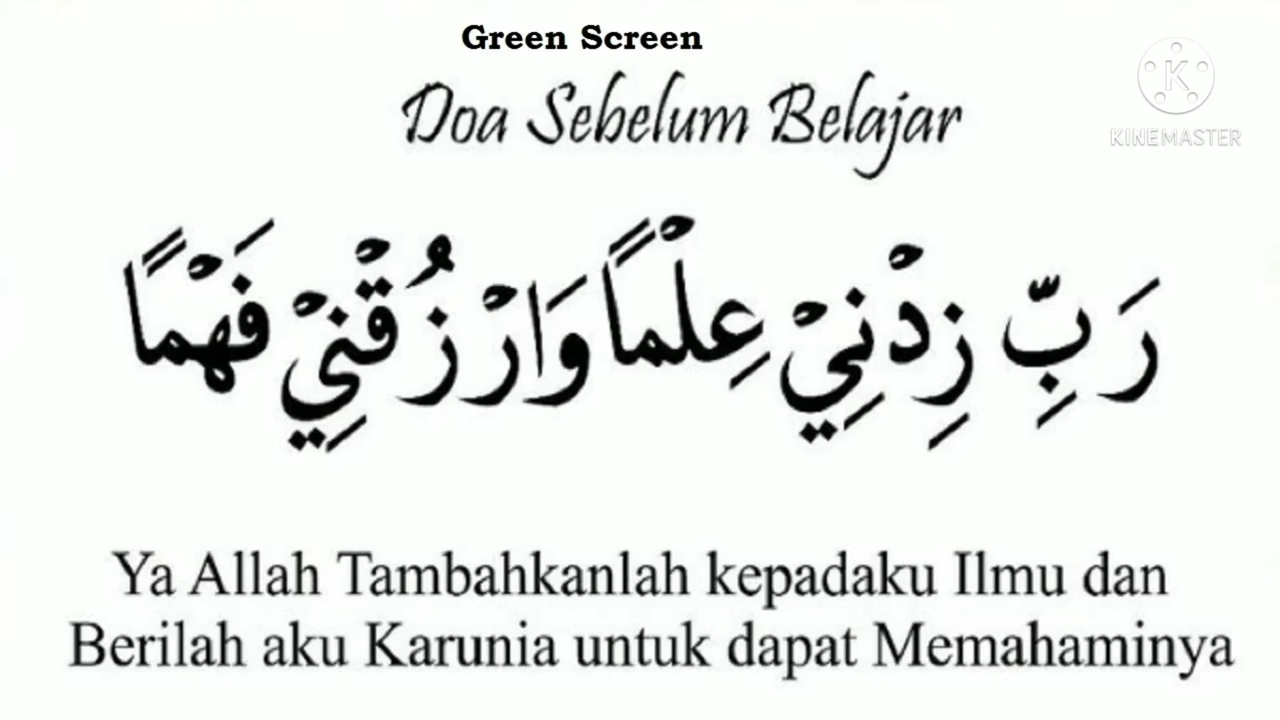 Green Screen
Doa Sebelum Belajar
K
KINEMASTER
رَبِّ زِدْنِيْ عِلْمًا وَارْزُقْنِيْ فَهْمًا
Ya Allah Tambahkanlah kepadaku Ilmu dan
Berilah aku Karunia untuk dapat Memahaminya